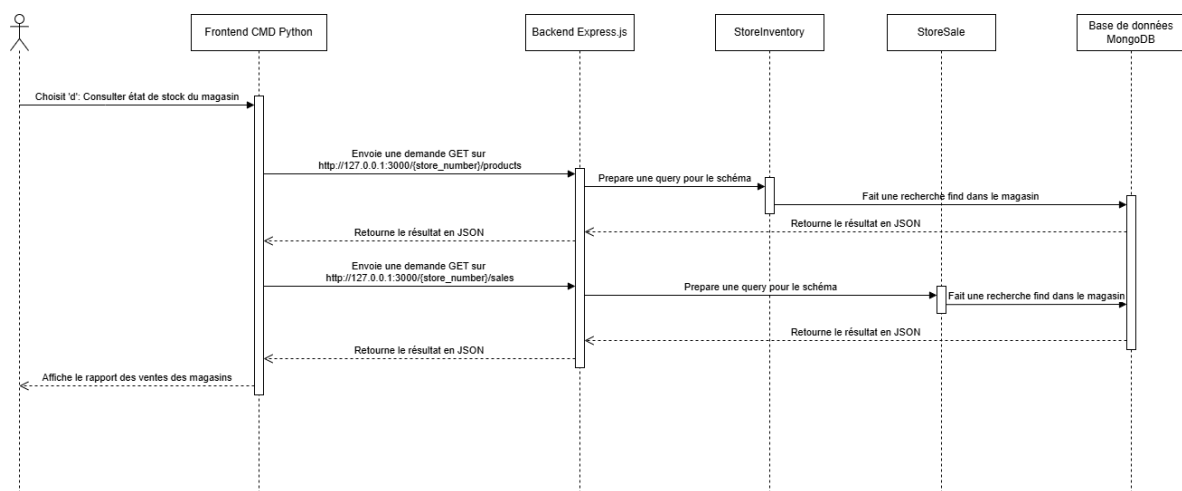 Frontend CMD Python
Backend Express.js
StoreInventory
StoreSale
Base de données
MongoDB
Choisit 'd': Consulter état de stock du magasin
Envoie une demande GET sur
http://127.0.0.1:3000/{store_number}/products
Prepare une query pour le schéma
Fait une recherche find dans le magasin
Retourne le résultat en JSON
Retourne le résultat en JSON
Envoie une demande GET sur
http://127.0.0.1:3000/{store_number}/sales
Prepare une query pour le schéma
Fait une recherche find dans le magasin
Retourne le résultat en JSON
Retourne le résultat en JSON
Affiche le rapport des ventes des magasins